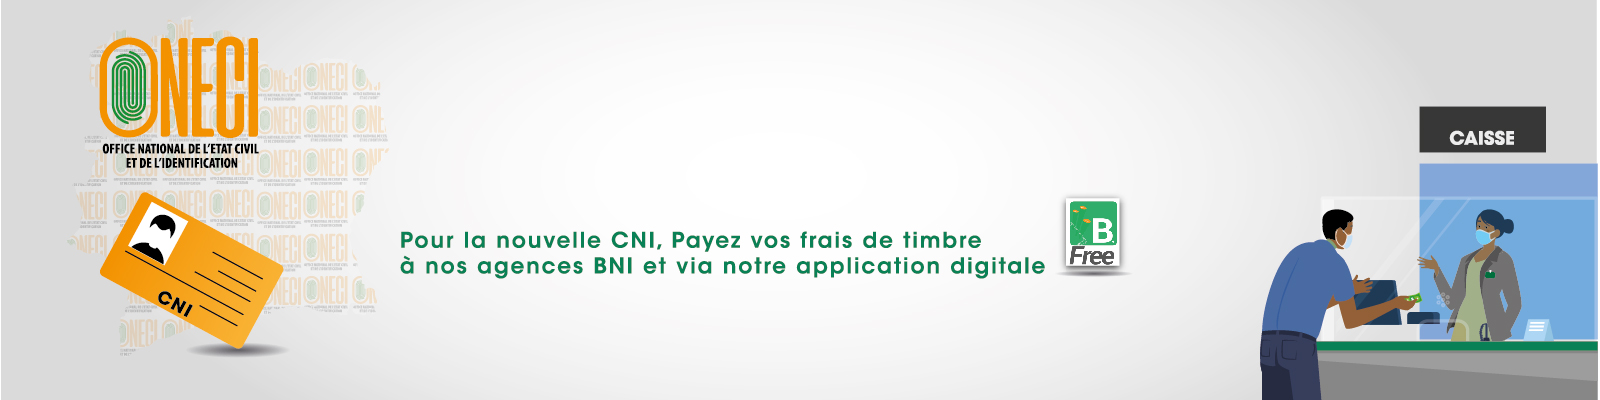 ONECI
OFFICE NATIONAL DE L'ETAT CIVIL
ET DE L'IDENTIFICATION
CNI
Pour la nouvelle CNI, Payez vos frais de timbre
à nos agences BNI et via notre application digitale
B.
Free
CAISSE